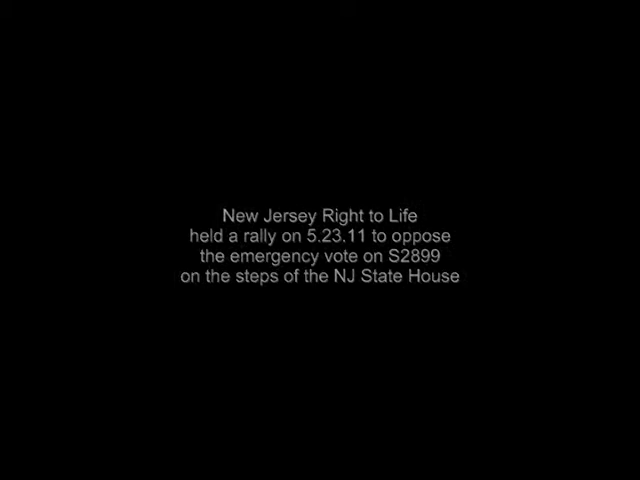 New Jersey Right to Life
held a rally on 5.23.11 to oppose
the emergency vote on S2899
on the steps of the NJ State House